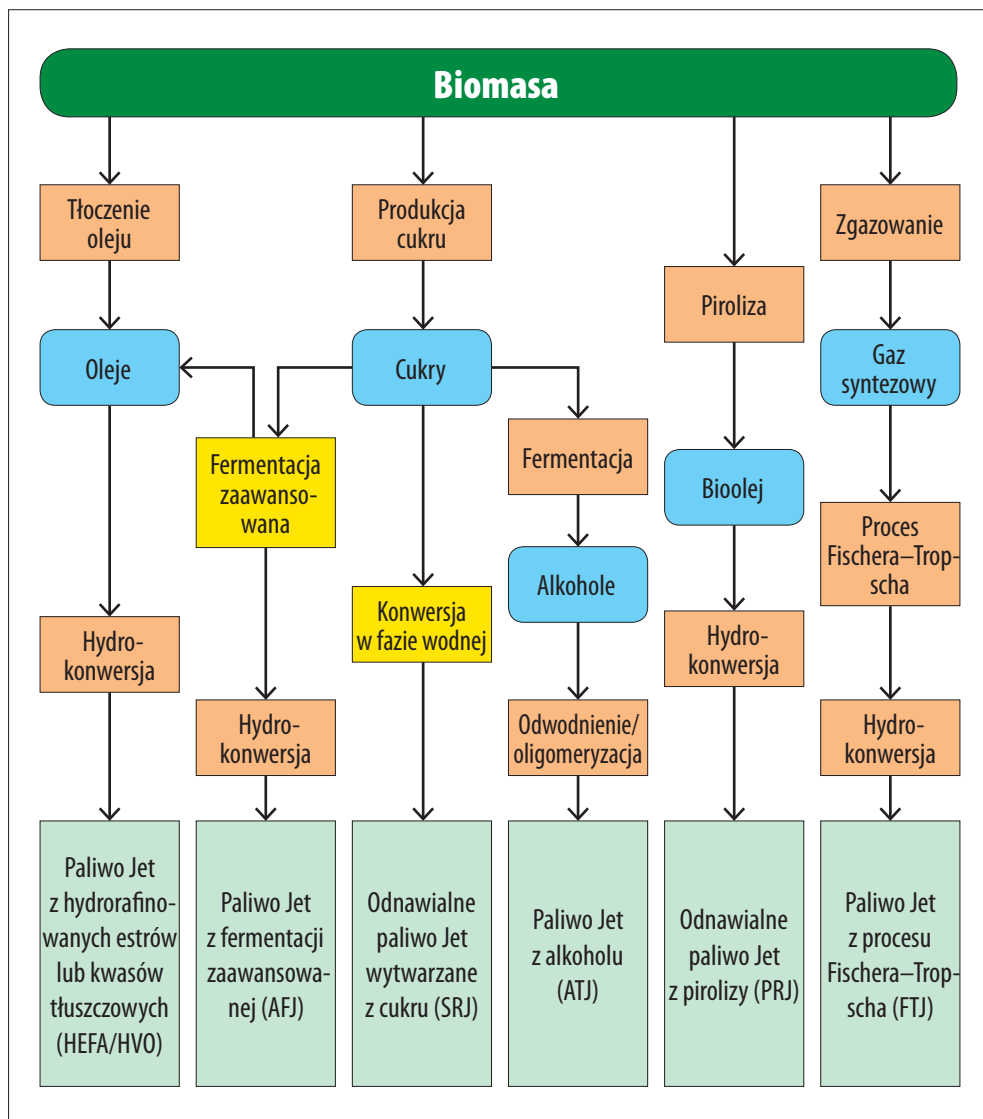 Biomasa
Tłoczenie
oleju
Produkcja
cukru
Zgazowanie
Piroliza
Oleje
Cukry
Gaz
syntezowy
Fermentacja
zaawanso-
wana
Fermentacja
Bioolej
Proces
Fischera–Trop-
scha
Alkohole
Konwersja
w fazie wodnej
Hydro-
konwersja
Hydro-
konwersja
Hydro-
konwersja
Odwodnienie/
oligomeryzacja
Hydro-
konwersja
Paliwo Jet
z hydrorafino-
wanych estrów
lub kwasów
tłuszczowych
(HEFA/HVO)
Paliwo Jet
z fermentacji
zaawansowa-
nej (AFJ)
Odnawialne
paliwo Jet
wytwarzane
z cukru (SRJ)
Paliwo Jet
z alkoholu
(ATJ)
Odnawialne
paliwo Jet
z pirolizy (PRJ)
Paliwo Jet
z procesu
Fischera–Trop-
scha (FTJ)